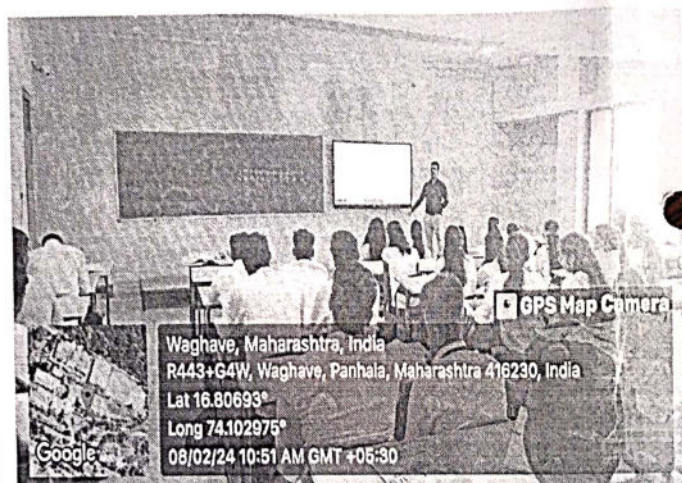 GPS Map Camera
Waghave, Maharashtra, India
R443+G4W, Waghave, Panhala, Maharashtra 416230, India
Lat 16.80693°
Long 74.102975°
08/02/24 10:51 AM GMT +05:30
Google